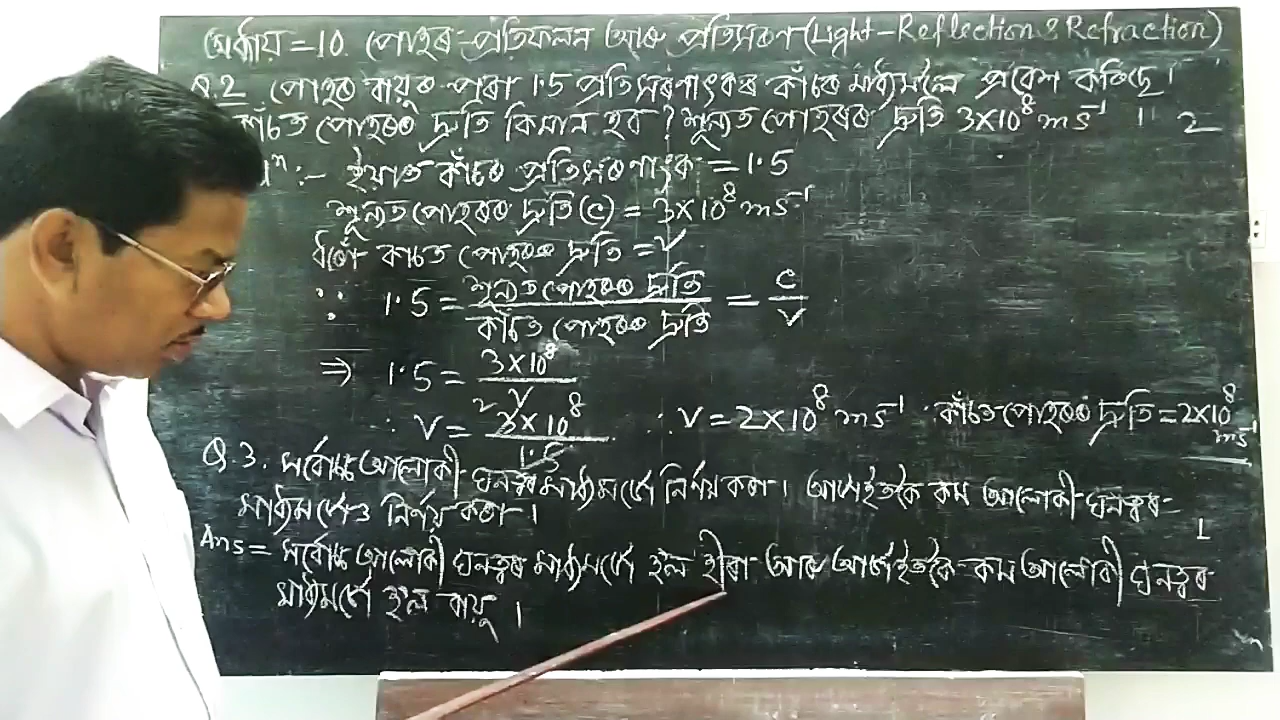 অধ্যায় = 10. পোহৰ - প্ৰতিফলন আৰু প্ৰতিসৰণ (Light - Reflection & Refraction)
Q.2 পোহৰ বায়ুৰ পৰা 1.5 প্ৰতিসৰণাংকৰ কাঁচৰ মাধ্যমলৈ প্ৰবেশ কৰিছে।
কাঁচত পোহৰৰ দ্ৰুতি কিমান হব? শূন্যত পোহৰৰ দ্ৰুতি 3×10⁸ ms⁻¹ 2
ⁿ :- ইয়াত কাঁচৰ প্ৰতিসৰণাংক = 1.5
শূন্যত পোহৰৰ দ্ৰুতি (c) = 3×10⁸ ms⁻¹
ধৰোঁ কাচত পোহৰৰ দ্ৰুতি = v
∵ 1.5 = শূন্যত পোহৰৰ দ্ৰুতি / কাঁচত পোহৰৰ দ্ৰুতি = c / v
⇒ 1.5 = 3×10⁸ / v
∴ v = 3×10⁸ / 1.5 ∴ v = 2×10⁸ ms⁻¹ ∴ কাঁচত পোহৰৰ দ্ৰুতি = 2×10⁸ ms⁻¹
Q.3. সৰ্বোচ্চ আলোকী ঘনত্বৰ মাধ্যমটো নিৰ্ণয় কৰা। আটাইতকৈ কম আলোকী ঘনত্বৰ
মাধ্যমটোও নিৰ্ণয় কৰা। 1
Ans = সৰ্বোচ্চ আলোকী ঘনত্বৰ মাধ্যমটো হ'ল হীৰা আৰু আটাইতকৈ কম আলোকী ঘনত্বৰ
মাধ্যমটো হ'ল বায়ু।